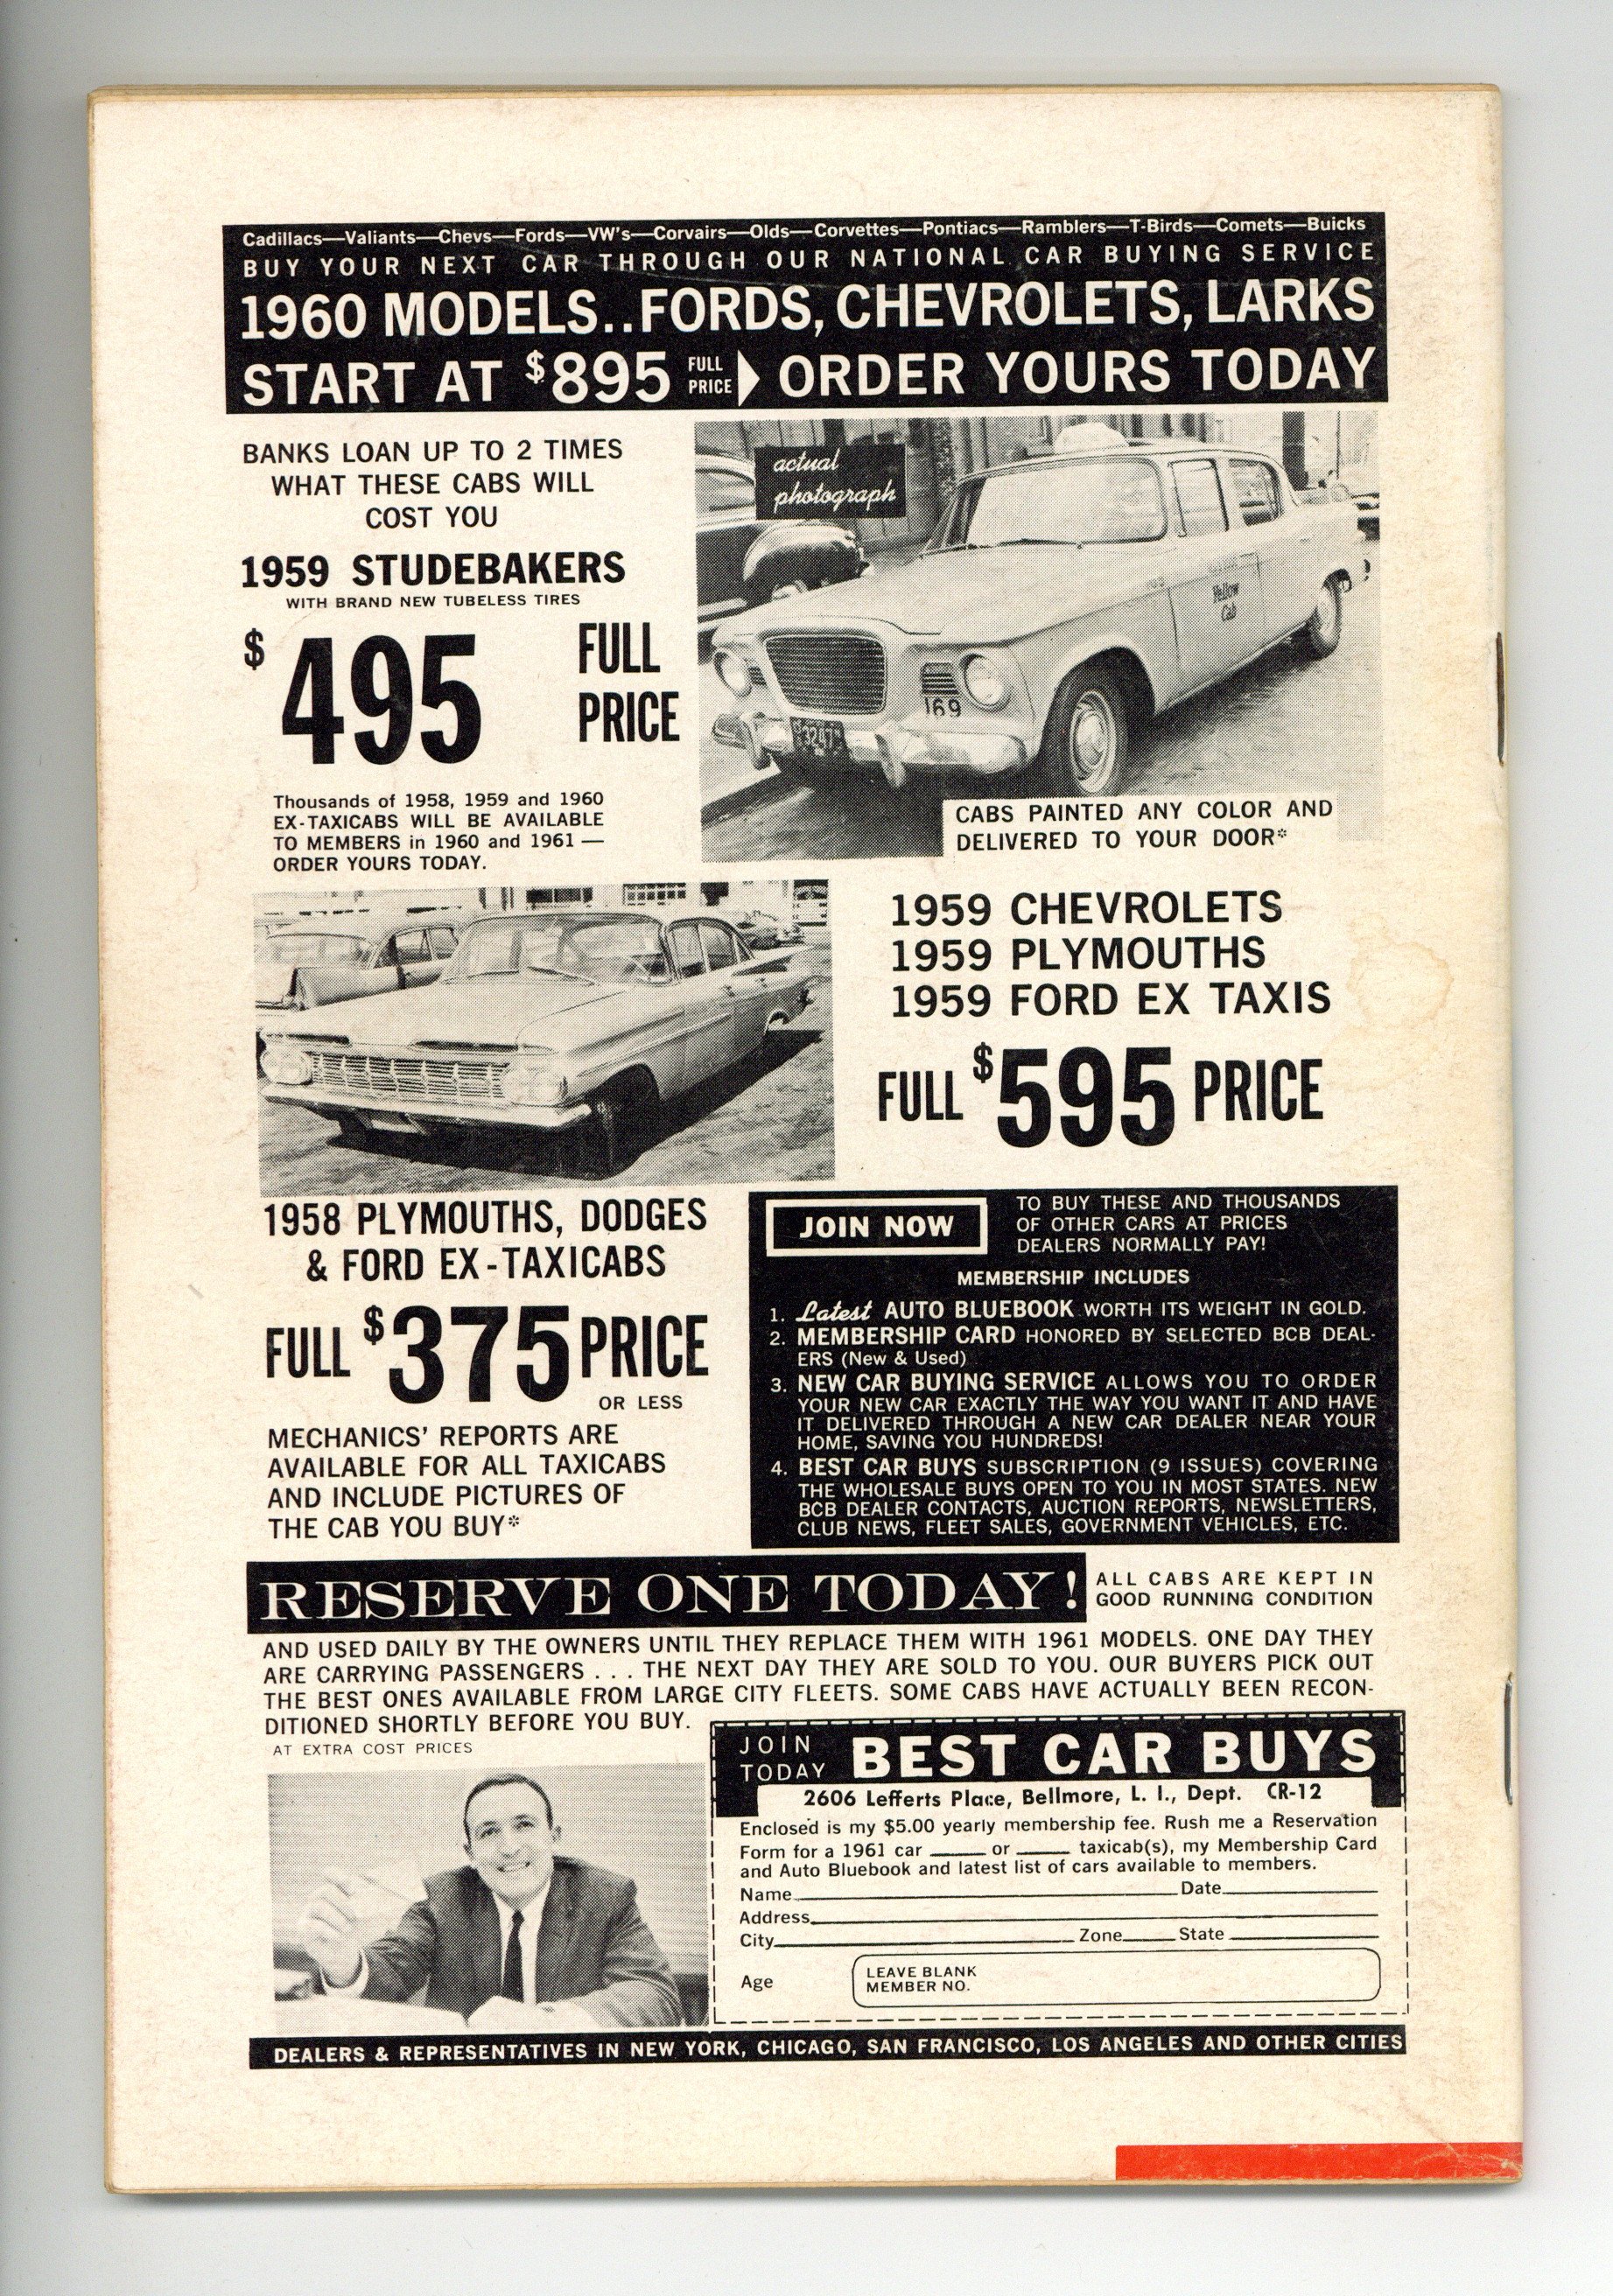 Cadillacs—Valiants—Chevs—Fords—VW's—Corvairs—Olds—Corvettes—Pontiacs—Ramblers—T-Birds—Comets—Buicks
BUY YOUR NEXT CAR THROUGH OUR NATIONAL CAR BUYING SERVICE
1960 MODELS..FORDS, CHEVROLETS, LARKS
START AT $895 FULL PRICE ORDER YOURS TODAY
BANKS LOAN UP TO 2 TIMES
WHAT THESE CABS WILL
COST YOU
1959 STUDEBAKERS
WITH BRAND NEW TUBELESS TIRES
$495 FULL PRICE
Thousands of 1958, 1959 and 1960
EX-TAXICABS WILL BE AVAILABLE
TO MEMBERS in 1960 and 1961 —
ORDER YOURS TODAY.
actual
photograph
Yellow
Cab
169
CABS PAINTED ANY COLOR AND
DELIVERED TO YOUR DOOR*
1959 CHEVROLETS
1959 PLYMOUTHS
1959 FORD EX TAXIS
FULL $595 PRICE
1958 PLYMOUTHS, DODGES
& FORD EX-TAXICABS
FULL $375 PRICE
OR LESS
MECHANICS' REPORTS ARE
AVAILABLE FOR ALL TAXICABS
AND INCLUDE PICTURES OF
THE CAB YOU BUY*
JOIN NOW
TO BUY THESE AND THOUSANDS
OF OTHER CARS AT PRICES
DEALERS NORMALLY PAY!
MEMBERSHIP INCLUDES
1. Latest AUTO BLUEBOOK WORTH ITS WEIGHT IN GOLD.
2. MEMBERSHIP CARD HONORED BY SELECTED BCB DEAL-
ERS (New & Used)
3. NEW CAR BUYING SERVICE ALLOWS YOU TO ORDER
YOUR NEW CAR EXACTLY THE WAY YOU WANT IT AND HAVE
IT DELIVERED THROUGH A NEW CAR DEALER NEAR YOUR
HOME, SAVING YOU HUNDREDS!
4. BEST CAR BUYS SUBSCRIPTION (9 ISSUES) COVERING
THE WHOLESALE BUYS OPEN TO YOU IN MOST STATES. NEW
BCB DEALER CONTACTS, AUCTION REPORTS, NEWSLETTERS,
CLUB NEWS, FLEET SALES, GOVERNMENT VEHICLES, ETC.
RESERVE ONE TODAY!
ALL CABS ARE KEPT IN
GOOD RUNNING CONDITION
AND USED DAILY BY THE OWNERS UNTIL THEY REPLACE THEM WITH 1961 MODELS. ONE DAY THEY
ARE CARRYING PASSENGERS . . . THE NEXT DAY THEY ARE SOLD TO YOU. OUR BUYERS PICK OUT
THE BEST ONES AVAILABLE FROM LARGE CITY FLEETS. SOME CABS HAVE ACTUALLY BEEN RECON-
DITIONED SHORTLY BEFORE YOU BUY.
AT EXTRA COST PRICES
JOIN
TODAY
BEST CAR BUYS
2606 Lefferts Place, Bellmore, L. I., Dept. CR-12
Enclosed is my $5.00 yearly membership fee. Rush me a Reservation
Form for a 1961 car _____ or _____ taxicab(s), my Membership Card
and Auto Bluebook and latest list of cars available to members.
Name Date
Address
City Zone State
Age
LEAVE BLANK
MEMBER NO.
DEALERS & REPRESENTATIVES IN NEW YORK, CHICAGO, SAN FRANCISCO, LOS ANGELES AND OTHER CITIES